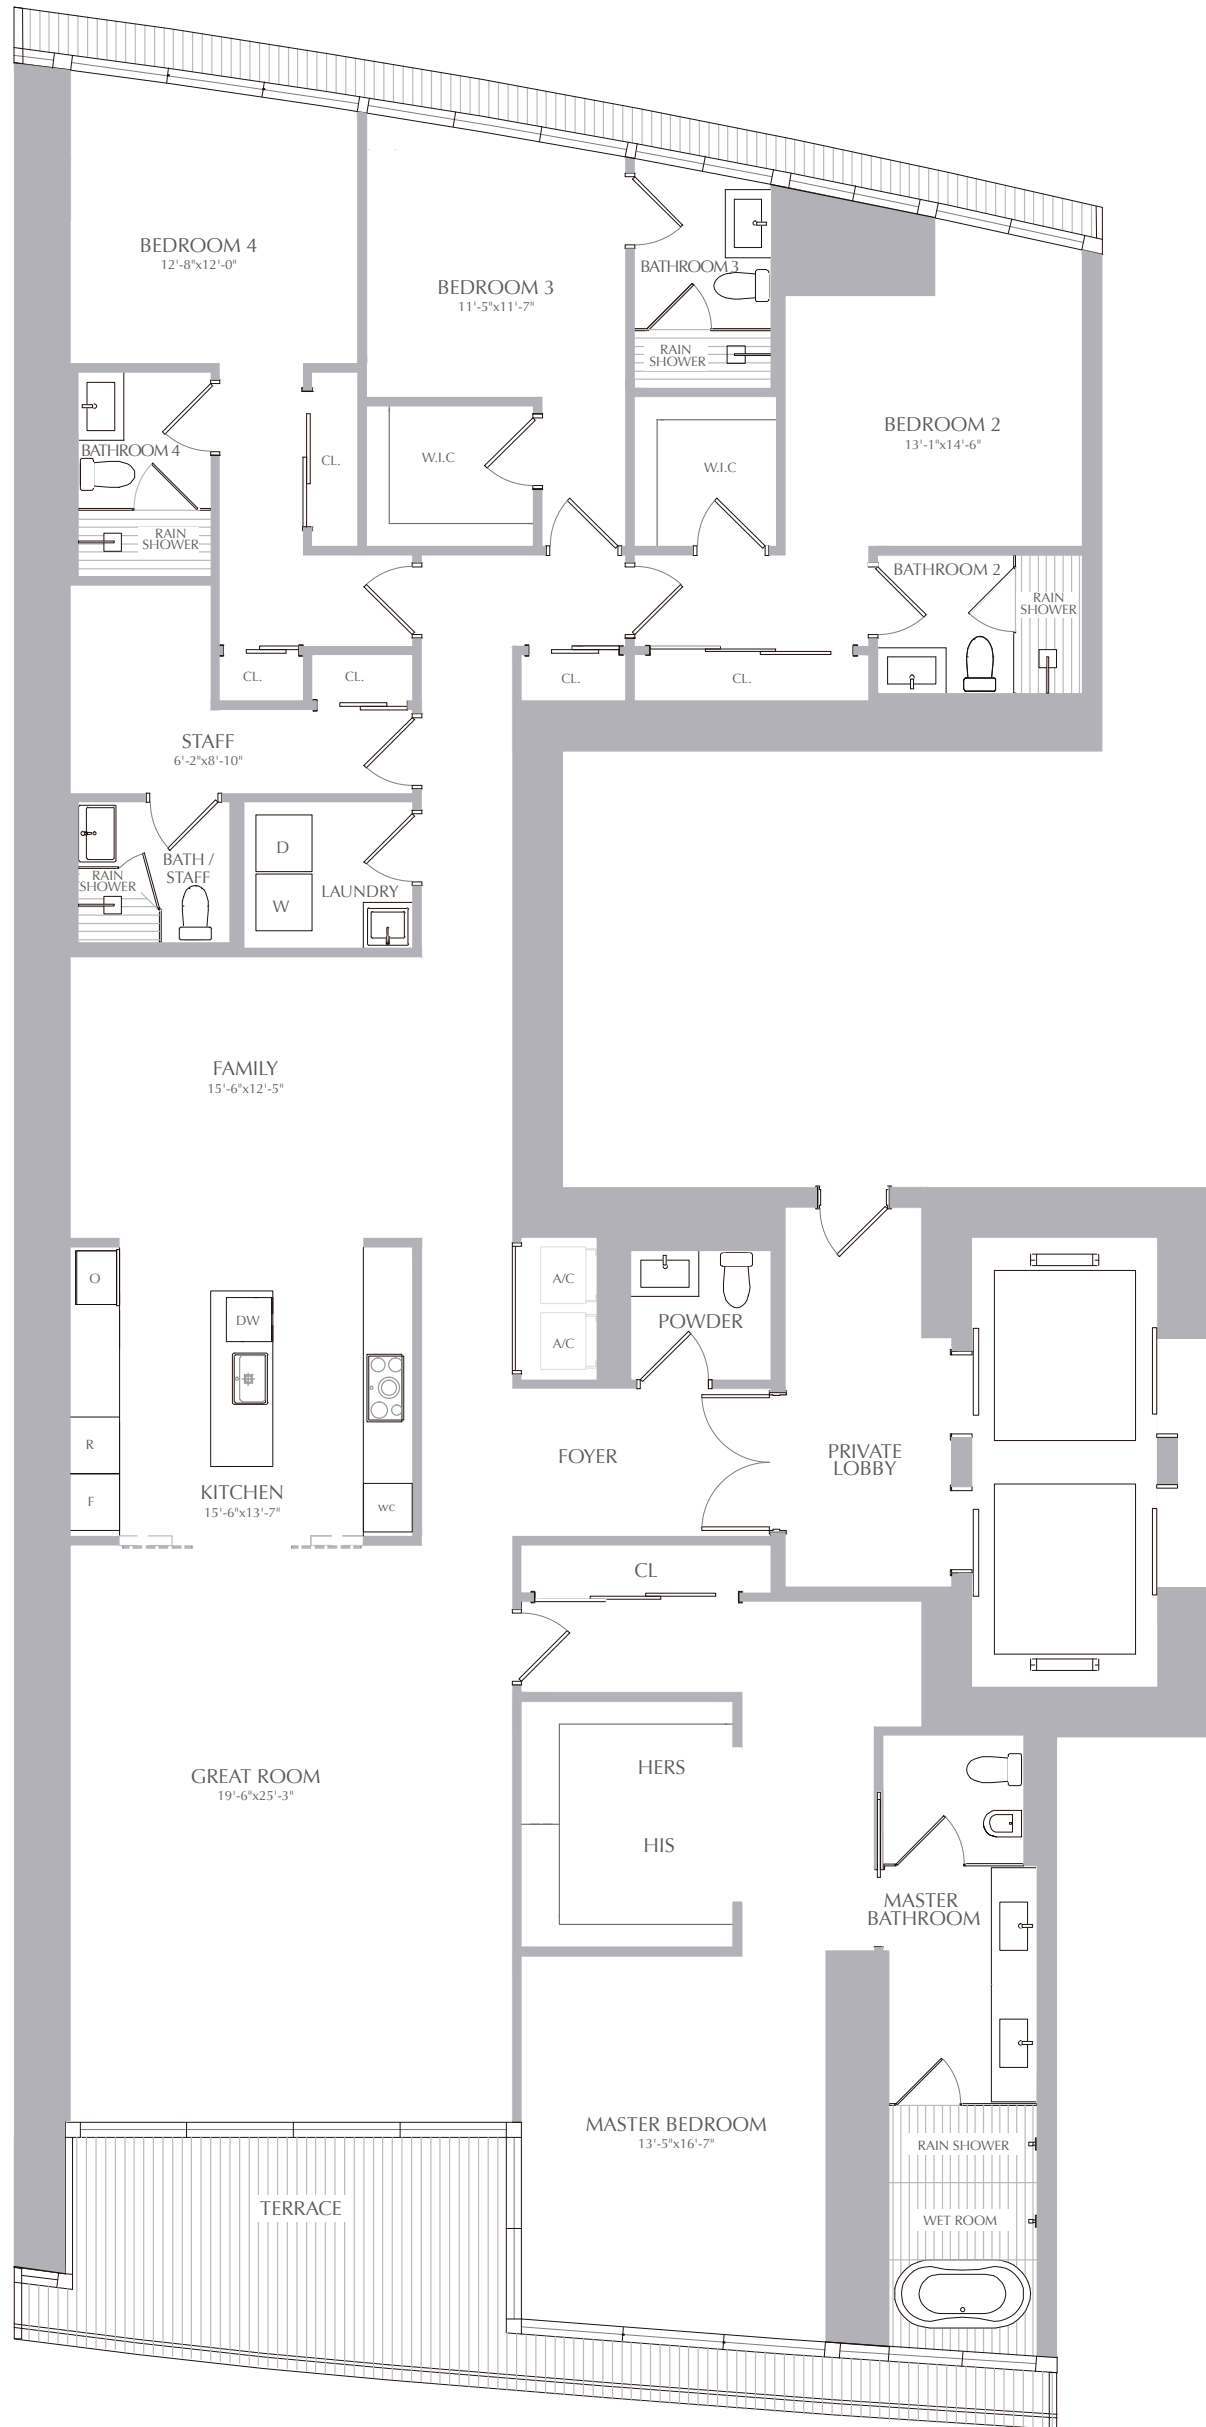 BEDROOM 4
12'-8"x12'-0"
BEDROOM 3
11'-5"x11'-7"
BATHROOM 3
RAIN
SHOWER
BEDROOM 2
13'-1"x14'-6"
BATHROOM 4
RAIN
SHOWER
CL.
W.I.C
W.I.C
BATHROOM 2
RAIN
SHOWER
CL.
CL.
CL.
CL.
STAFF
6'-2"x8'-10"
BATH /
STAFF
RAIN
SHOWER
D
W
LAUNDRY
FAMILY
15'-6"x12'-5"
O
DW
A/C
A/C
POWDER
R
F
KITCHEN
15'-6"x13'-7"
wc
FOYER
PRIVATE
LOBBY
CL
GREAT ROOM
19'-6"x25'-3"
HERS
HIS
MASTER
BATHROOM
MASTER BEDROOM
13'-5"x16'-7"
RAIN SHOWER
WET ROOM
TERRACE